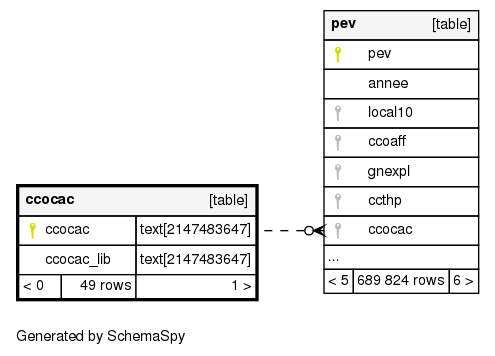 pev [table]
pev
annee
local10
ccoaff
gnexpl
ccthp
ccocac
...
< 5 689 824 rows 6 >
ccocac [table]
ccocac text[2147483647]
ccocac_lib text[2147483647]
< 0 49 rows 1 >
Generated by SchemaSpy